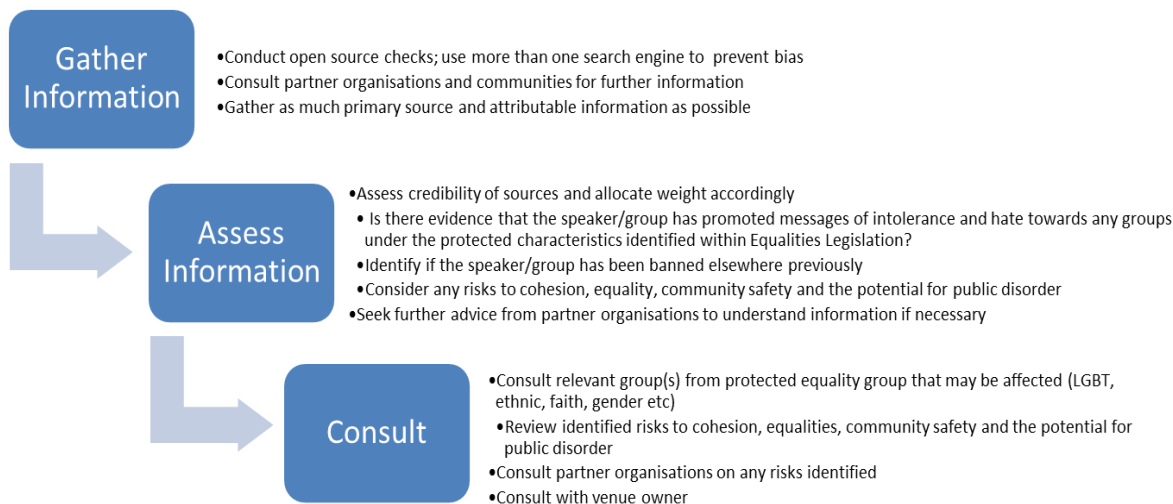 Gather
Information
•Conduct open source checks; use more than one search engine to prevent bias
•Consult partner organisations and communities for further information
•Gather as much primary source and attributable information as possible
Assess
Information
•Assess credibility of sources and allocate weight accordingly
• Is there evidence that the speaker/group has promoted messages of intolerance and hate towards any groups
under the protected characteristics identified within Equalities Legislation?
•Identify if the speaker/group has been banned elsewhere previously
•Consider any risks to cohesion, equality, community safety and the potential for public disorder
•Seek further advice from partner organisations to understand information if necessary
Consult
•Consult relevant group(s) from protected equality group that may be affected (LGBT,
ethnic, faith, gender etc)
•Review identified risks to cohesion, equalities, community safety and the potential for
public disorder
•Consult partner organisations on any risks identified
•Consult with venue owner